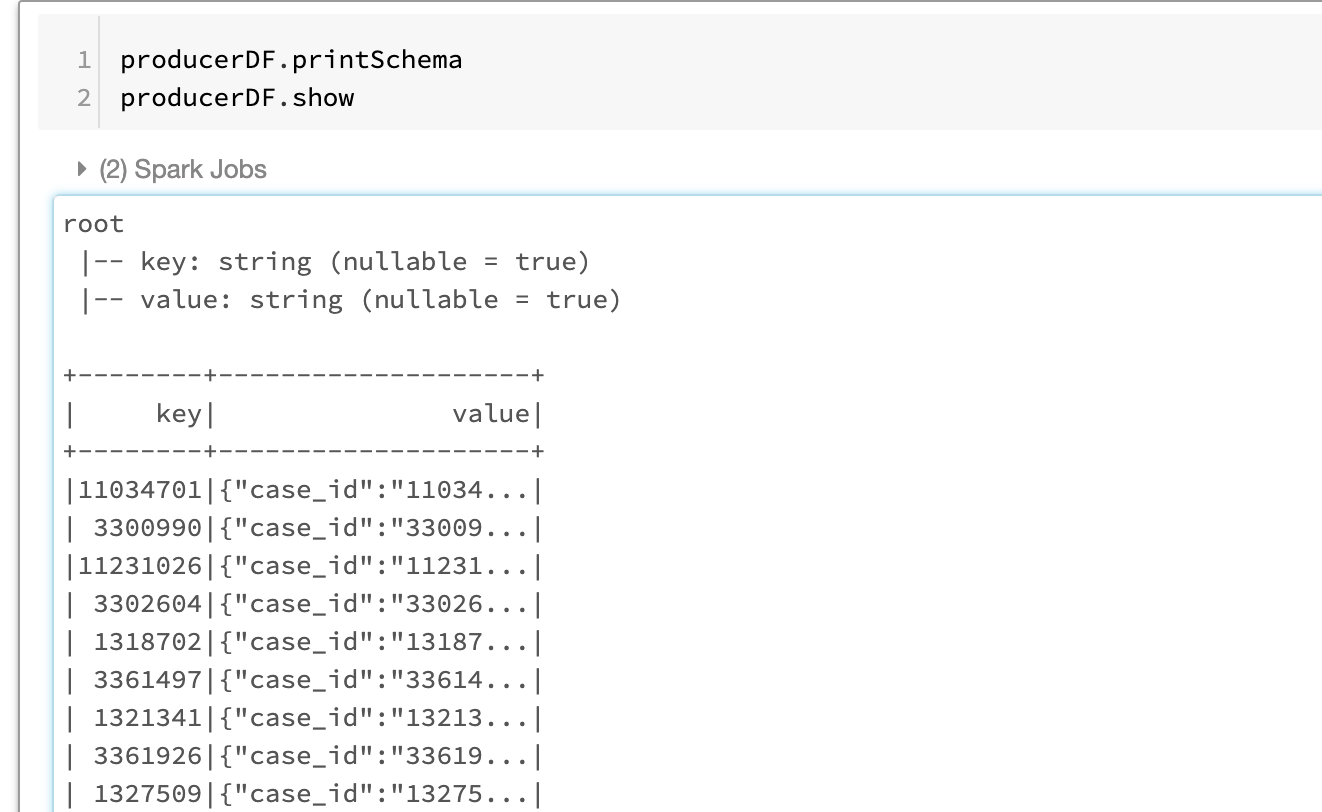 1 producerDF.printSchema
2 producerDF.show
(2) Spark Jobs
root
 |-- key: string (nullable = true)
 |-- value: string (nullable = true)
+--------+--------------------+
|     key|               value|
+--------+--------------------+
|11034701|{"case_id":"11034...|
| 3300990|{"case_id":"33009...|
|11231026|{"case_id":"11231...|
| 3302604|{"case_id":"33026...|
| 1318702|{"case_id":"13187...|
| 3361497|{"case_id":"33614...|
| 1321341|{"case_id":"13213...|
| 3361926|{"case_id":"33619...|
| 1327509|{"case_id":"13275...|